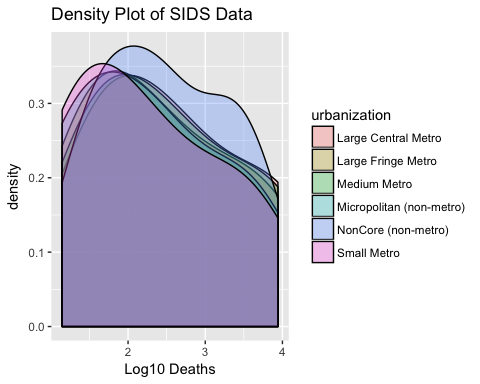 Density Plot of SIDS Data
density
0.3
0.2
0.1
0.0
2 3 4
Log10 Deaths
urbanization
Large Central Metro
Large Fringe Metro
Medium Metro
Micropolitan (non-metro)
NonCore (non-metro)
Small Metro